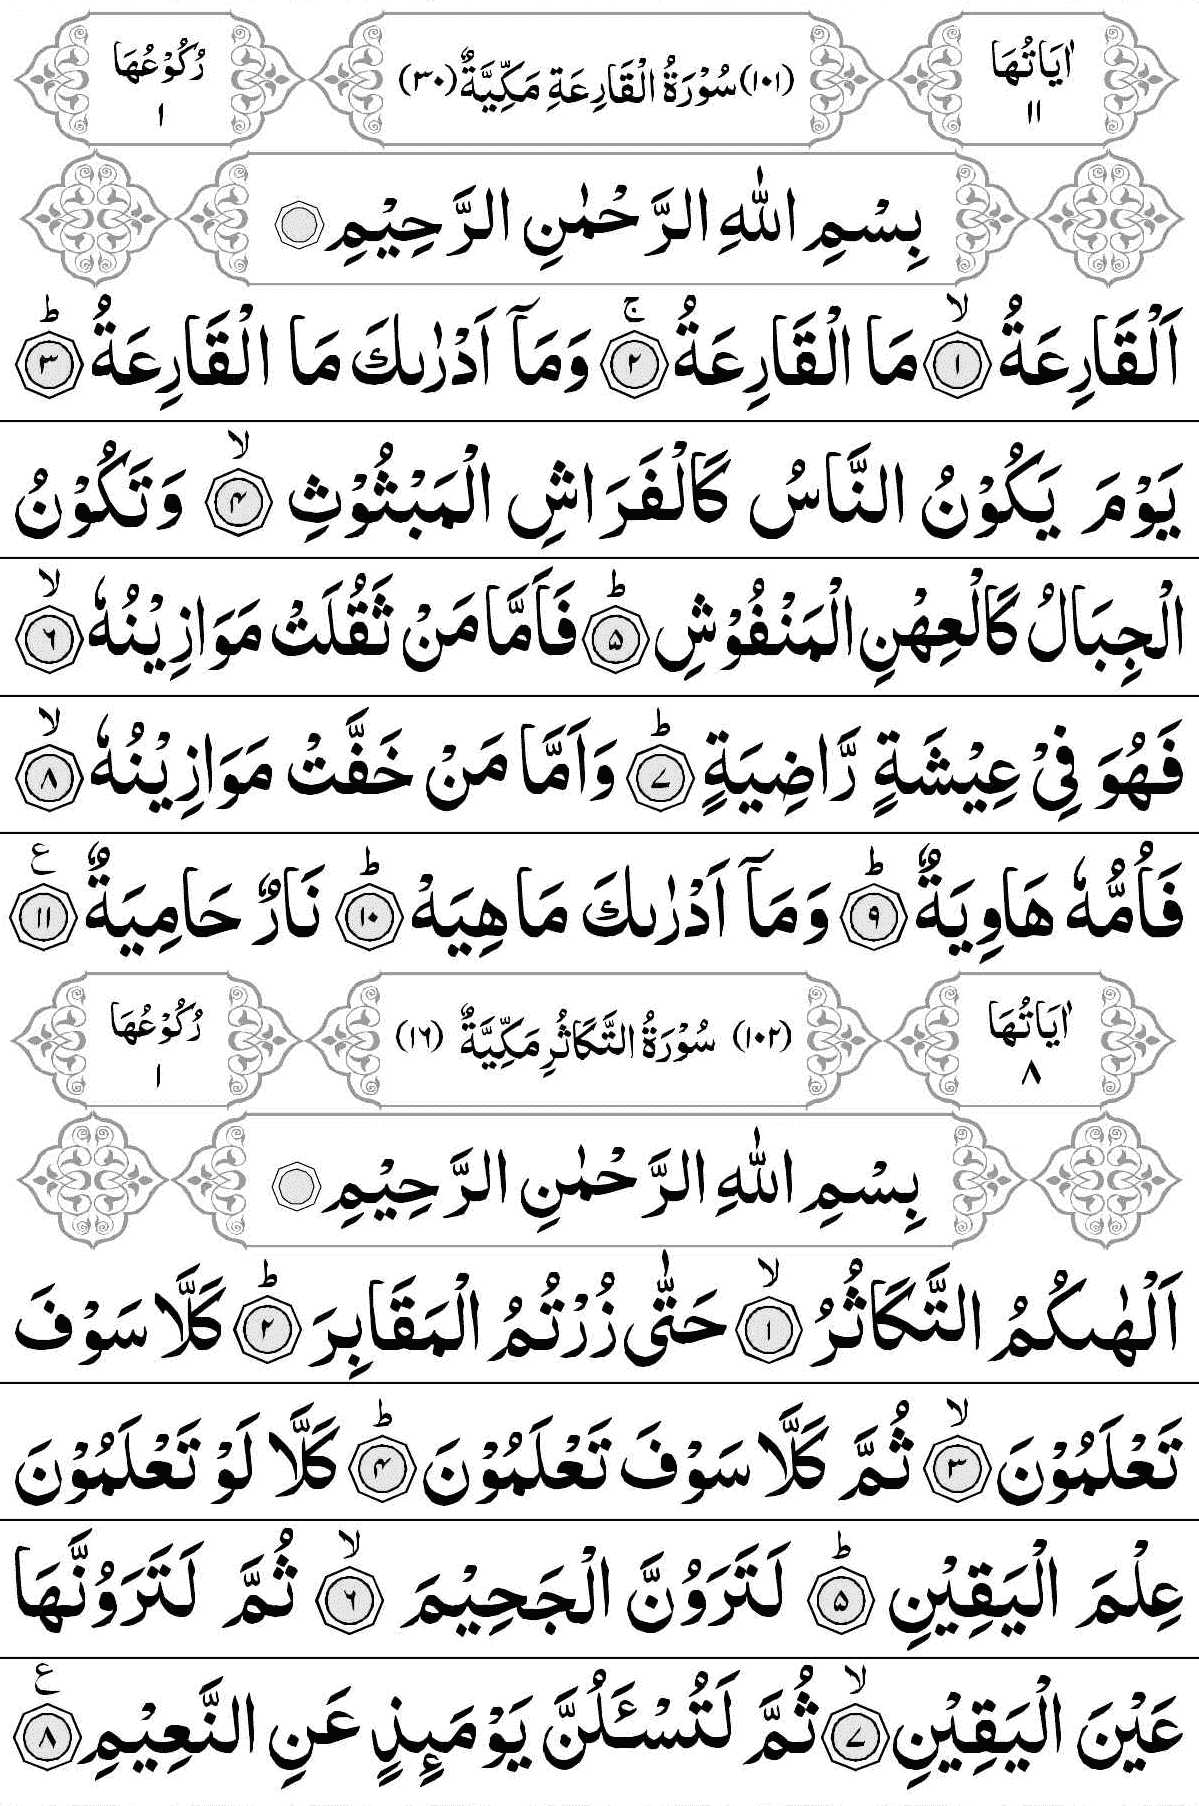 اٰيَاتُهَا ١١ (١٠١) سُوْرَةُ الْقَارِعَةِ مَكِّيَّةٌ (٣٠) رُكُوْعُهَا ١
بِسْمِ اللّٰهِ الرَّحْمٰنِ الرَّحِيْمِ
اَلْقَارِعَةُ ۙ﴿١﴾ مَا الْقَارِعَةُ ۚ﴿٢﴾ وَمَآ اَدْرٰىكَ مَا الْقَارِعَةُ ؕ﴿٣﴾
يَوْمَ يَكُوْنُ النَّاسُ كَالْفَرَاشِ الْمَبْثُوْثِ ۙ﴿٤﴾ وَتَكُوْنُ
الْجِبَالُ كَالْعِهْنِ الْمَنْفُوْشِ ؕ﴿٥﴾ فَاَمَّا مَنْ ثَقُلَتْ مَوَازِيْنُهٗ ۙ﴿٦﴾
فَهُوَ فِيْ عِيْشَةٍ رَّاضِيَةٍ ؕ﴿٧﴾ وَاَمَّا مَنْ خَفَّتْ مَوَازِيْنُهٗ ۙ﴿٨﴾
فَاُمُّهٗ هَاوِيَةٌ ؕ﴿٩﴾ وَمَآ اَدْرٰىكَ مَا هِيَهْ ؕ﴿١٠﴾ نَارٌ حَامِيَةٌ ﴿١١﴾ ع
اٰيَاتُهَا ٨ (١٠٢) سُوْرَةُ التَّكَاثُرِ مَكِّيَّةٌ (١٦) رُكُوْعُهَا ١
بِسْمِ اللّٰهِ الرَّحْمٰنِ الرَّحِيْمِ
اَلْهٰىكُمُ التَّكَاثُرُ ۙ﴿١﴾ حَتّٰى زُرْتُمُ الْمَقَابِرَ ؕ﴿٢﴾ كَلَّا سَوْفَ
تَعْلَمُوْنَ ۙ﴿٣﴾ ثُمَّ كَلَّا سَوْفَ تَعْلَمُوْنَ ؕ﴿٤﴾ كَلَّا لَوْ تَعْلَمُوْنَ
عِلْمَ الْيَقِيْنِ ؕ﴿٥﴾ لَتَرَوُنَّ الْجَحِيْمَ ۙ﴿٦﴾ ثُمَّ لَتَرَوُنَّهَا
عَيْنَ الْيَقِيْنِ ۙ﴿٧﴾ ثُمَّ لَتُسْـَٔلُنَّ يَوْمَىِٕذٍ عَنِ النَّعِيْمِ ﴿٨﴾ ع